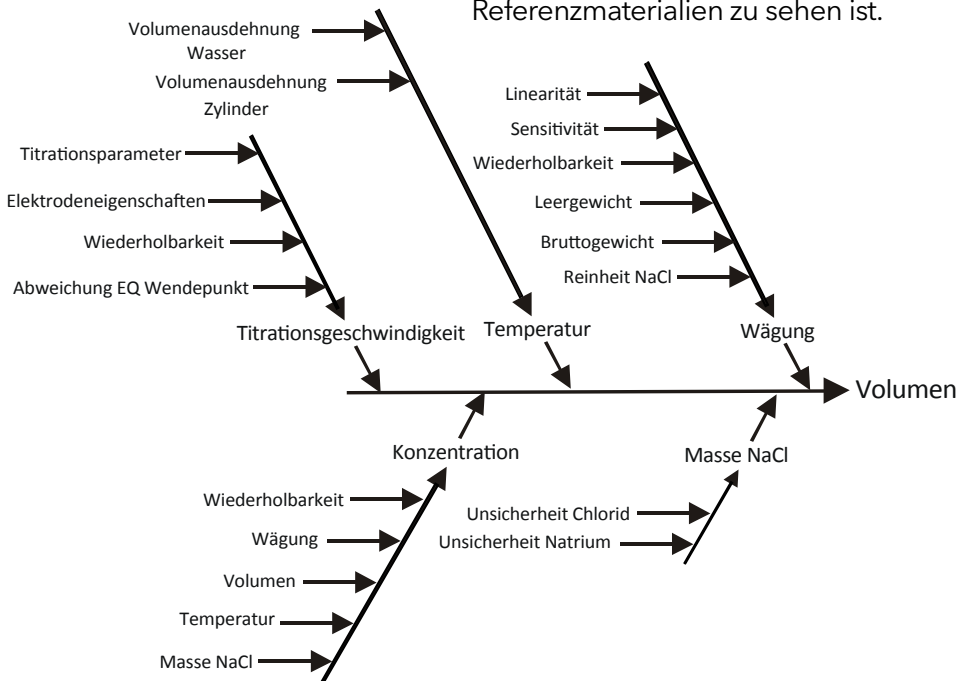 Referenzmaterialien zu sehen ist.
Volumenausdehnung
Wasser
Volumenausdehnung
Zylinder
Titrationsparameter
Elektrodeneigenschaften
Wiederholbarkeit
Abweichung EQ Wendepunkt
Titrationsgeschwindigkeit
Temperatur
Linearität
Sensitivität
Wiederholbarkeit
Leergewicht
Bruttogewicht
Reinheit NaCl
Wägung
Volumen
Konzentration
Wiederholbarkeit
Wägung
Volumen
Temperatur
Masse NaCl
Masse NaCl
Unsicherheit Chlorid
Unsicherheit Natrium